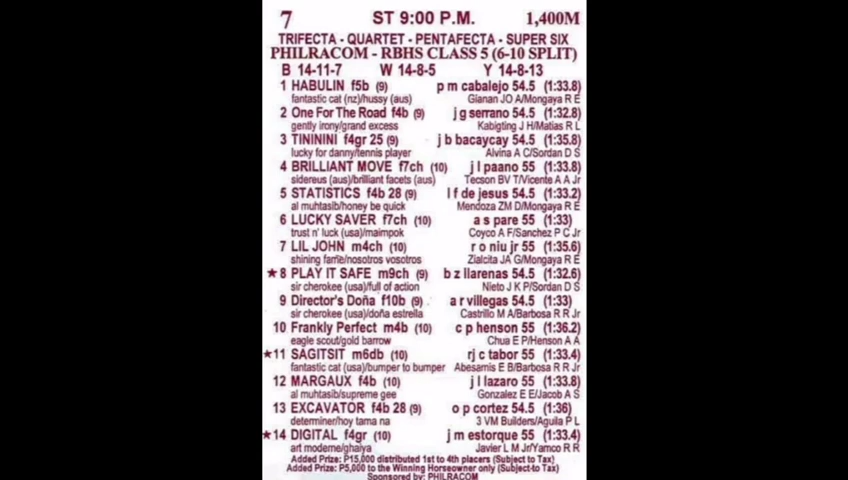 7 ST 9:00 P.M. 1,400M
TRIFECTA - QUARTET - PENTAFECTA - SUPER SIX
PHILRACOM - RBHS CLASS 5 (6-10 SPLIT)
B 14-11-7 W 14-8-5 Y 14-8-13
1 HABULIN f5b (9) p m cabalejo 54.5 (1:33.8)
fantastic cat (nz)/hussy (aus) Gianan JO A/Mongaya R E
2 One For The Road f4b (9) j g serrano 54.5 (1:32.8)
gently irony/grand excess Kabigting J H/Matias R L
3 TINININI f4gr 25 (9) j b bacaycay 54.5 (1:35.8)
lucky for danny/tennis player Alvina A C/Sordan D S
4 BRILLIANT MOVE f7ch (10) j l paano 55 (1:33.8)
sidereus (aus)/brilliant facets (aus) Tecson BV T/Vicente A A Jr
5 STATISTICS f4b 28 (9) l f de jesus 54.5 (1:33.2)
al muhtasib/honey be quick Mendoza ZM D/Mongaya R E
6 LUCKY SAVER f7ch (10) a s pare 55 (1:33)
trust n' luck (usa)/maimpok Coyco A F/Sanchez P C Jr
7 LIL JOHN m4ch (10) r o niu jr 55 (1:35.6)
shining fame/nosotros vosotros Zialcita JA G/Mongaya R E
★ 8 PLAY IT SAFE m9ch (9) b z llarenas 54.5 (1:32.6)
sir cherokee (usa)/full of action Nieto J K P/Sordan D S
9 Director's Doña f10b (9) a r villegas 54.5 (1:33)
sir cherokee (usa)/doña estrella Castrillo M A/Barbosa R R Jr
10 Frankly Perfect m4b (10) c p henson 55 (1:36.2)
eagle scout/gold barrow Chua E P/Henson A A
★ 11 SAGITSIT m6db (10) rj c tabor 55 (1:33.4)
fantastic cat (usa)/bumper to bumper Abesamis E B/Barbosa R R Jr
12 MARGAUX f4b (10) j l lazaro 55 (1:33.8)
al muhtasib/supreme gee Gonzalez E E/Jacob A S
13 EXCAVATOR f4b 28 (9) o p cortez 54.5 (1:36)
determiner/hoy tama na 3 VM Builders/Aguila P L
★ 14 DIGITAL f4gr (10) j m estorque 55 (1:33.4)
art moderne/ghaiya Javier L M Jr/Yamco R R
Added Prize: P15,000 distributed 1st to 4th placers (Subject to Tax)
Added Prize: P5,000 to the Winning Horseowner only (Subject to Tax)
Sponsored by: PHILRACOM